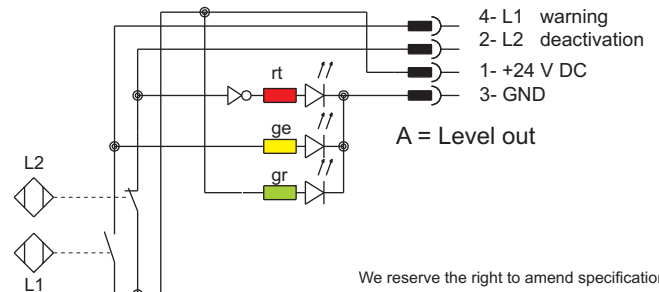 4- L1 warning
2- L2 deactivation
1- +24 V DC
3- GND
rt
ge
gr
A = Level out
L2
L1
We reserve the right to amend specification